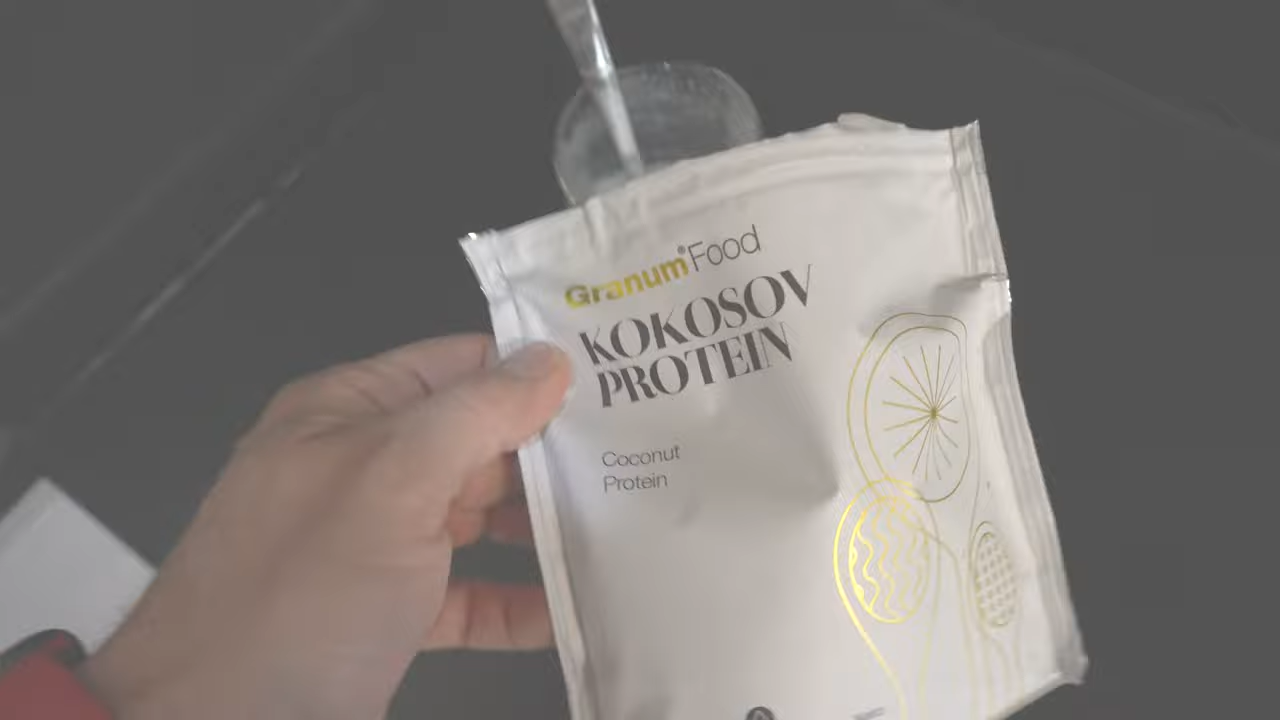 Granum® Food
KOKOSOV
PROTEIN
Coconut
Protein